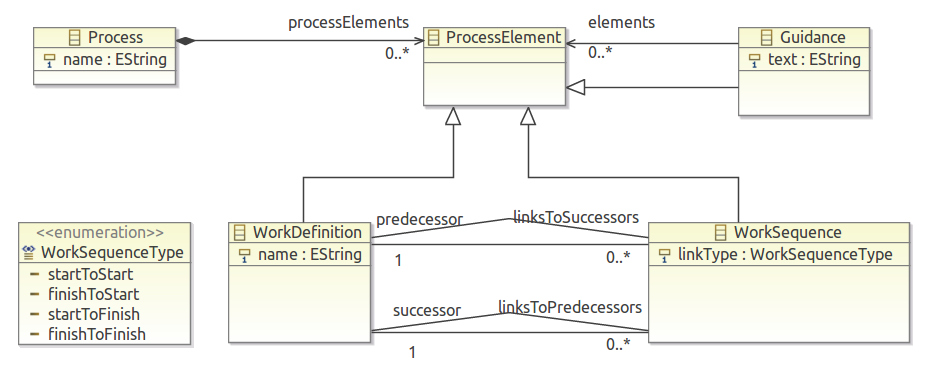 processElements
elements
Process
name : EString
0..*
ProcessElement
0..*
Guidance
text : EString
<<enumeration>>
WorkSequenceType
startToStart
finishToStart
startToFinish
finishToFinish
WorkDefinition
name : EString
predecessor
linksToSuccessors
1
0..*
successor
linksToPredecessors
1
0..*
WorkSequence
linkType : WorkSequenceType